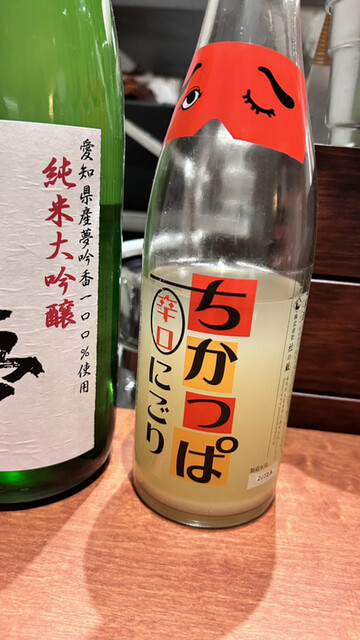 愛知県産夢吟香一〇〇%使用
純米大吟醸
ちかっぱ
辛口
にごり